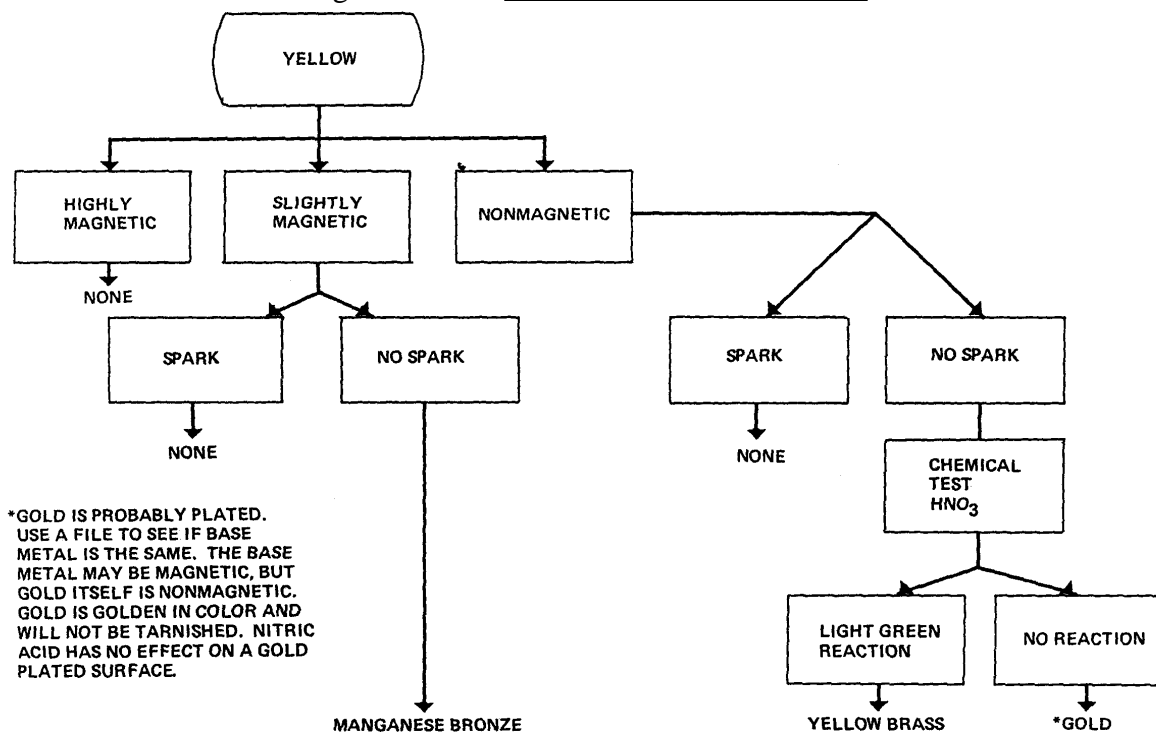 YELLOW
HIGHLY
MAGNETIC
SLIGHTLY
MAGNETIC
NONMAGNETIC
NONE
SPARK
NO SPARK
SPARK
NO SPARK
NONE
NONE
CHEMICAL
TEST
HNO3
*GOLD IS PROBABLY PLATED.
USE A FILE TO SEE IF BASE
METAL IS THE SAME. THE BASE
METAL MAY BE MAGNETIC, BUT
GOLD ITSELF IS NONMAGNETIC.
GOLD IS GOLDEN IN COLOR AND
WILL NOT BE TARNISHED. NITRIC
ACID HAS NO EFFECT ON A GOLD
PLATED SURFACE.
LIGHT GREEN
REACTION
NO REACTION
MANGANESE BRONZE
YELLOW BRASS
*GOLD